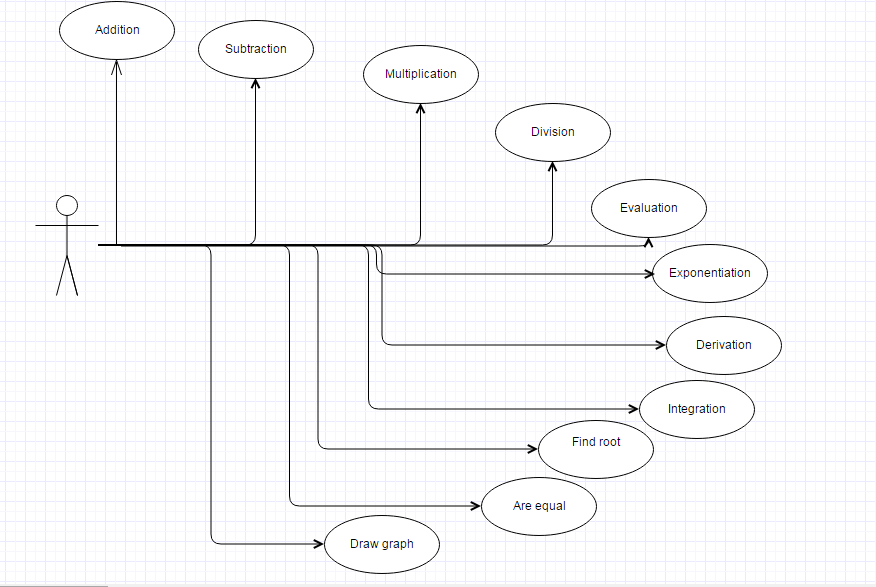 Addition
Subtraction
Multiplication
Division
Evaluation
Exponentiation
Derivation
Integration
Find root
Are equal
Draw graph